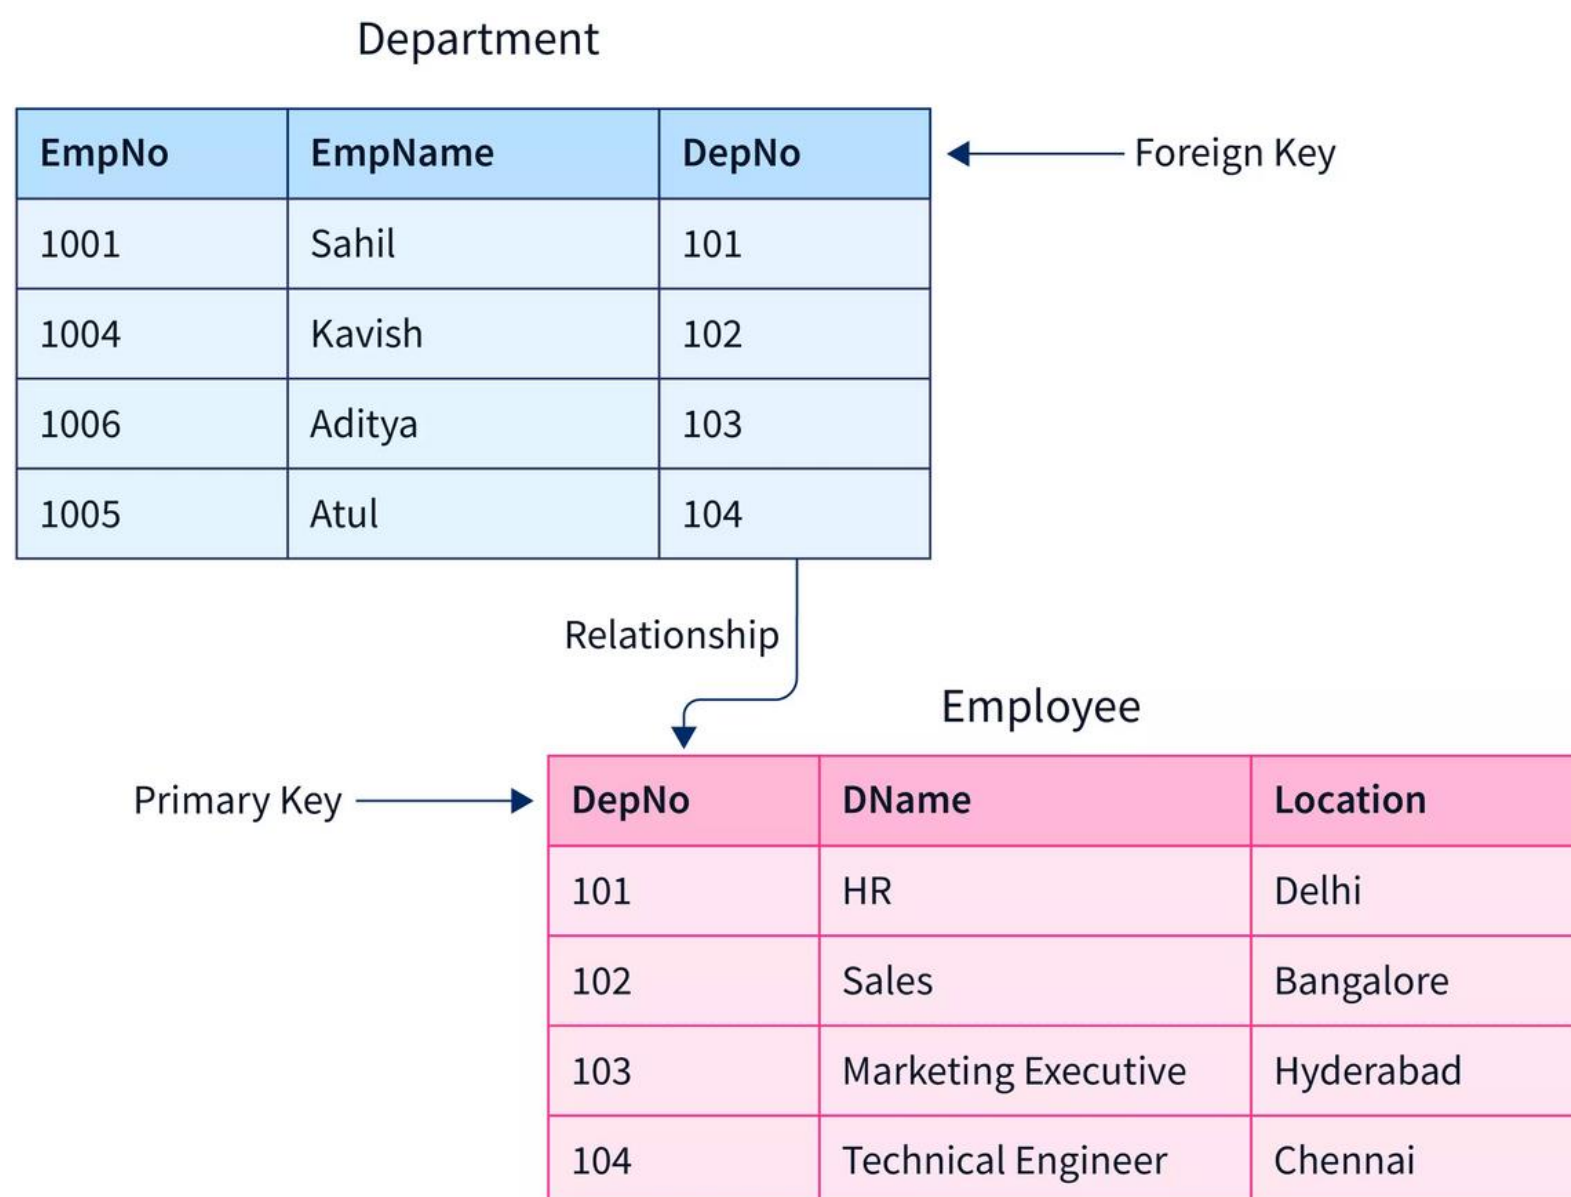 Department
EmpNo EmpName DepNo Foreign Key
1001 Sahil 101
1004 Kavish 102
1006 Aditya 103
1005 Atul 104
Relationship
Employee
Primary Key DepNo DName Location
101 HR Delhi
102 Sales Bangalore
103 Marketing Executive Hyderabad
104 Technical Engineer Chennai